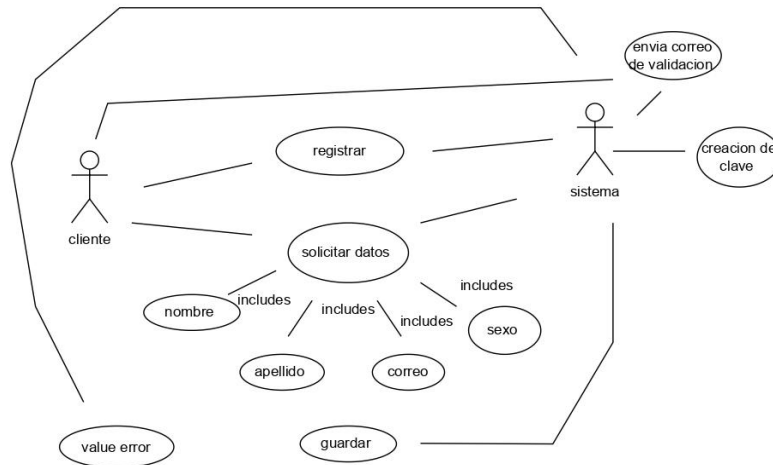 envia correo
de validacion
registrar
creacion de
clave
sistema
cliente
solicitar datos
includes
nombre
includes
includes
includes
sexo
apellido
correo
value error
guardar